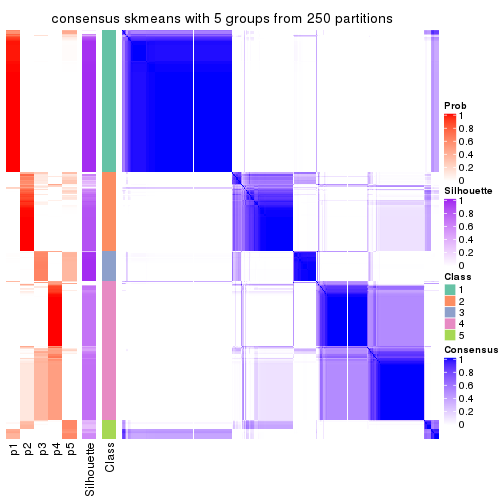 consensus skmeans with 5 groups from 250 partitions
Prob
1
0.8
0.6
0.4
0.2
0
Silhouette
1
0.8
0.6
0.4
0.2
0
Class
1
2
3
4
5
Consensus
1
0.8
0.6
0.4
0.2
0
p1
p2
p3
p4
p5
Silhouette
Class